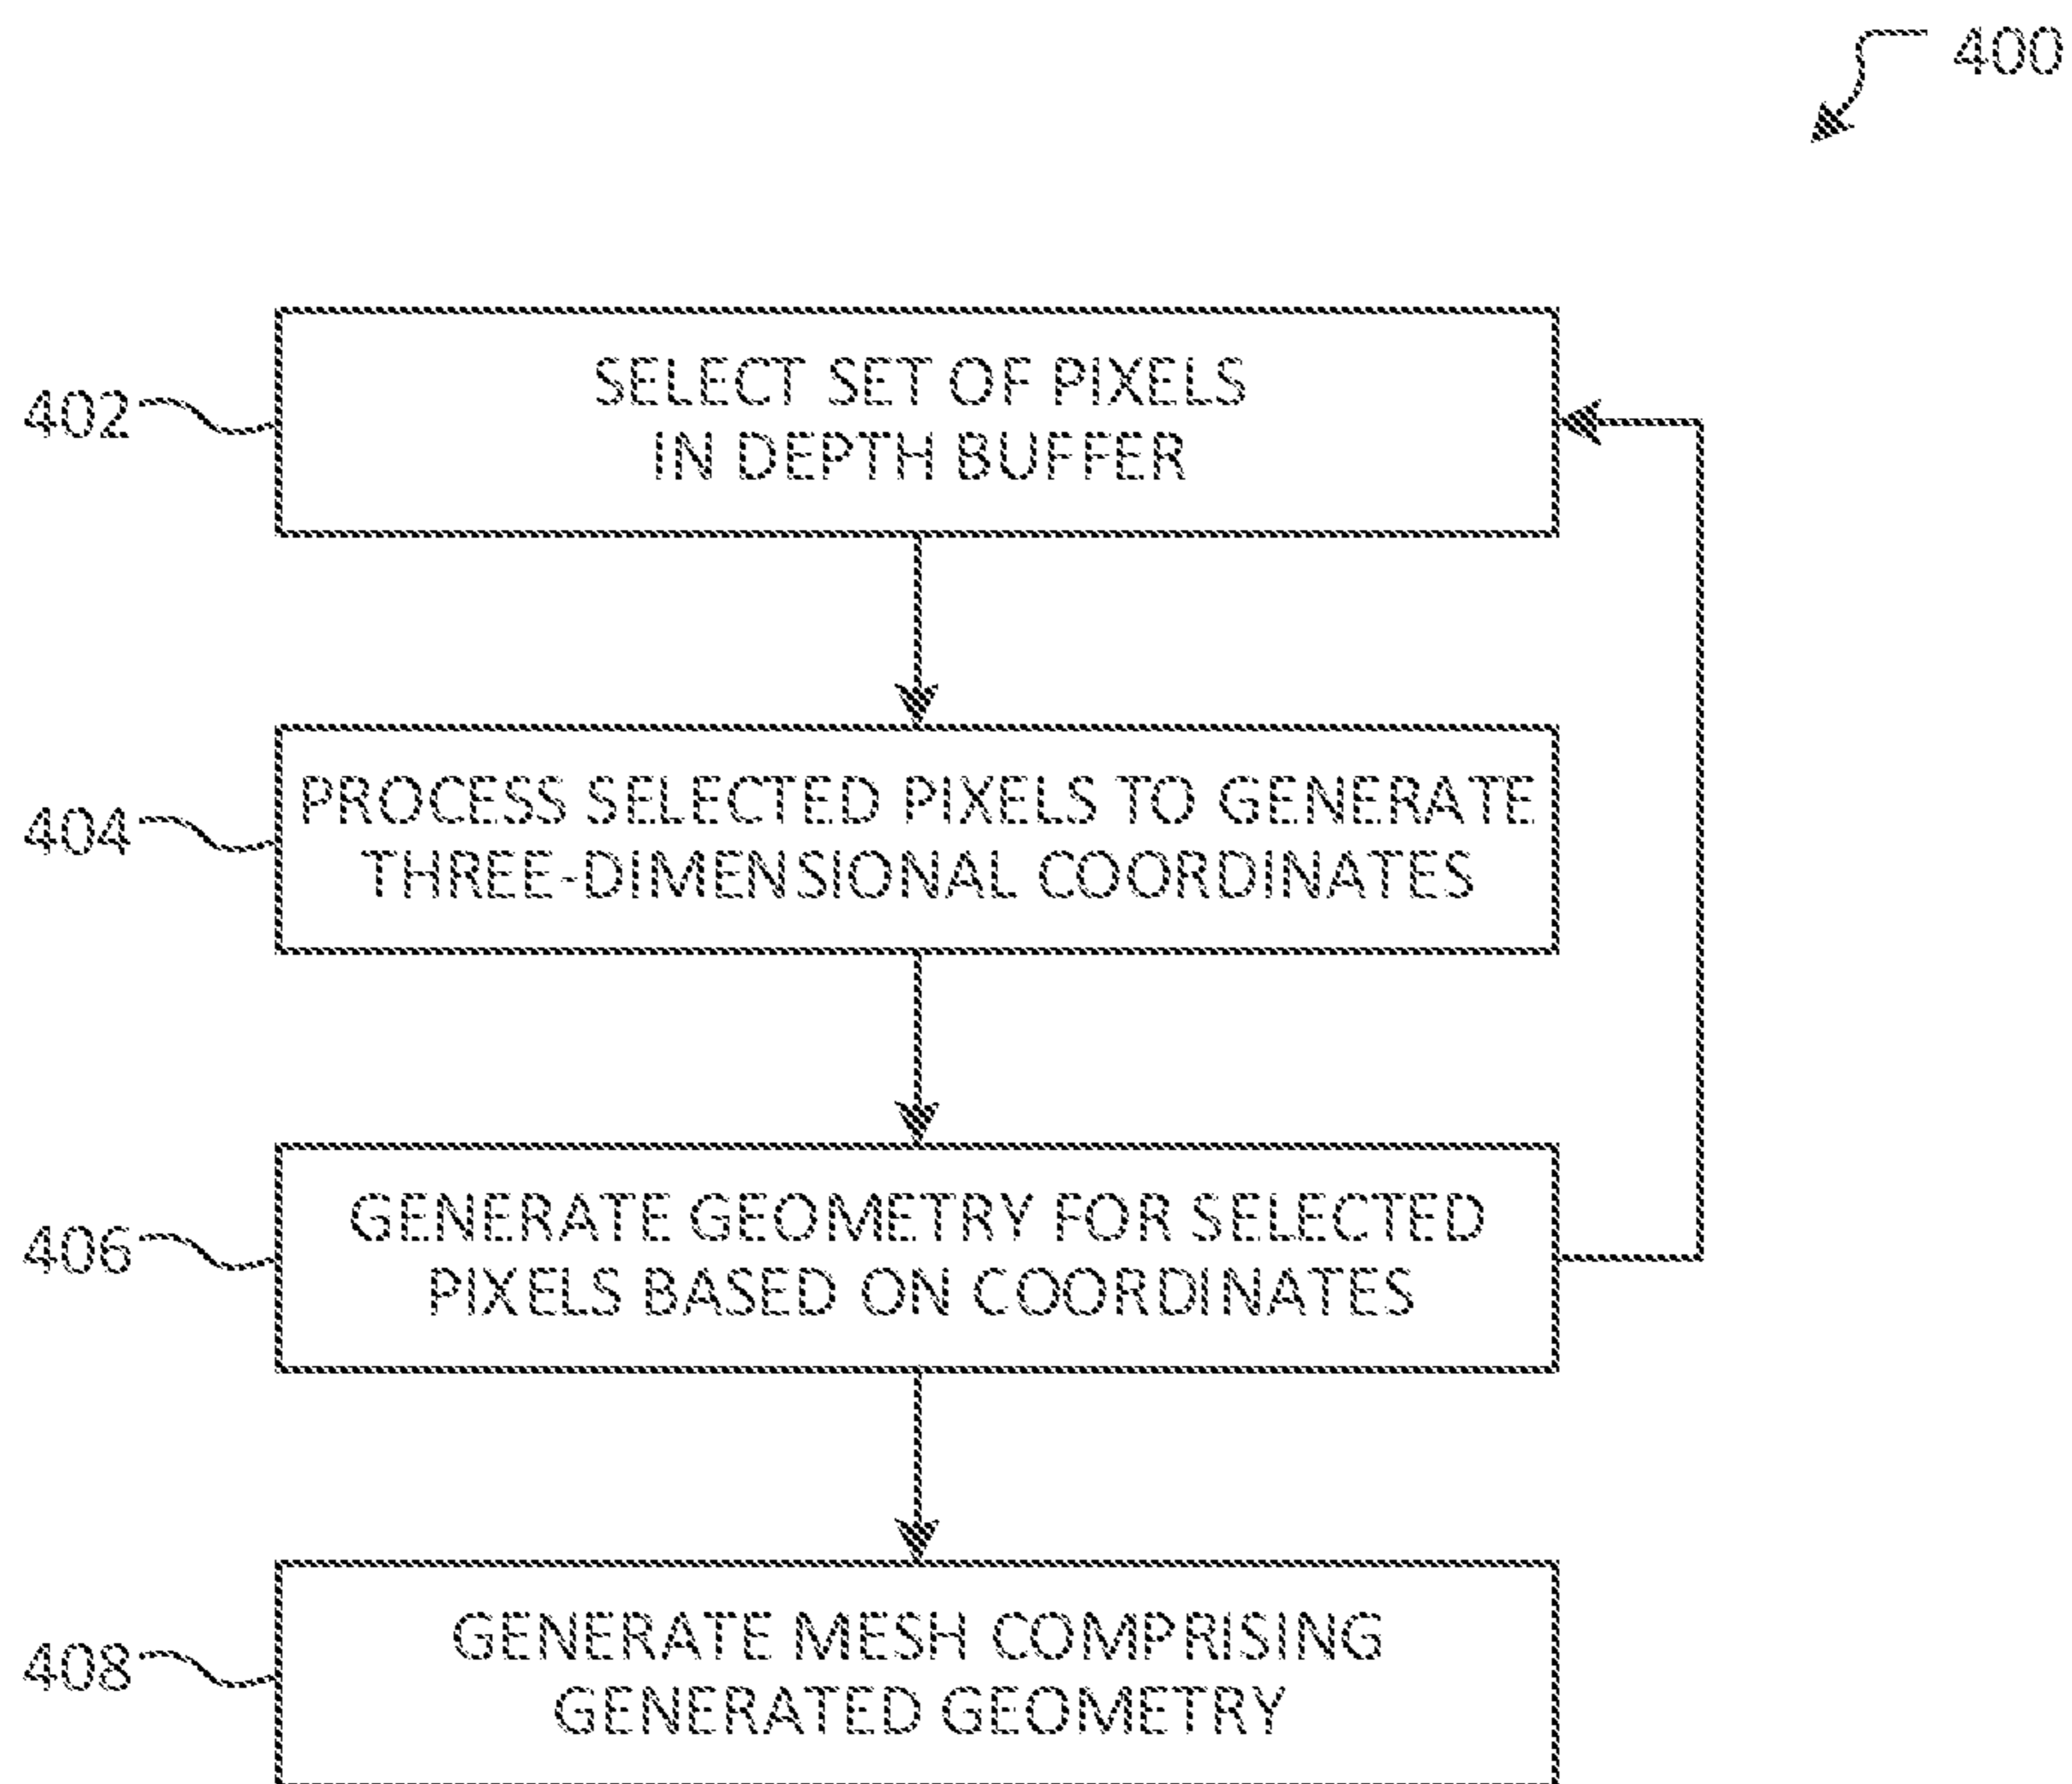 400
402
SELECT SET OF PIXELS
IN DEPTH BUFFER
404
PROCESS SELECTED PIXELS TO GENERATE
THREE-DIMENSIONAL COORDINATES
406
GENERATE GEOMETRY FOR SELECTED
PIXELS BASED ON COORDINATES
408
GENERATE MESH COMPRISING
GENERATED GEOMETRY